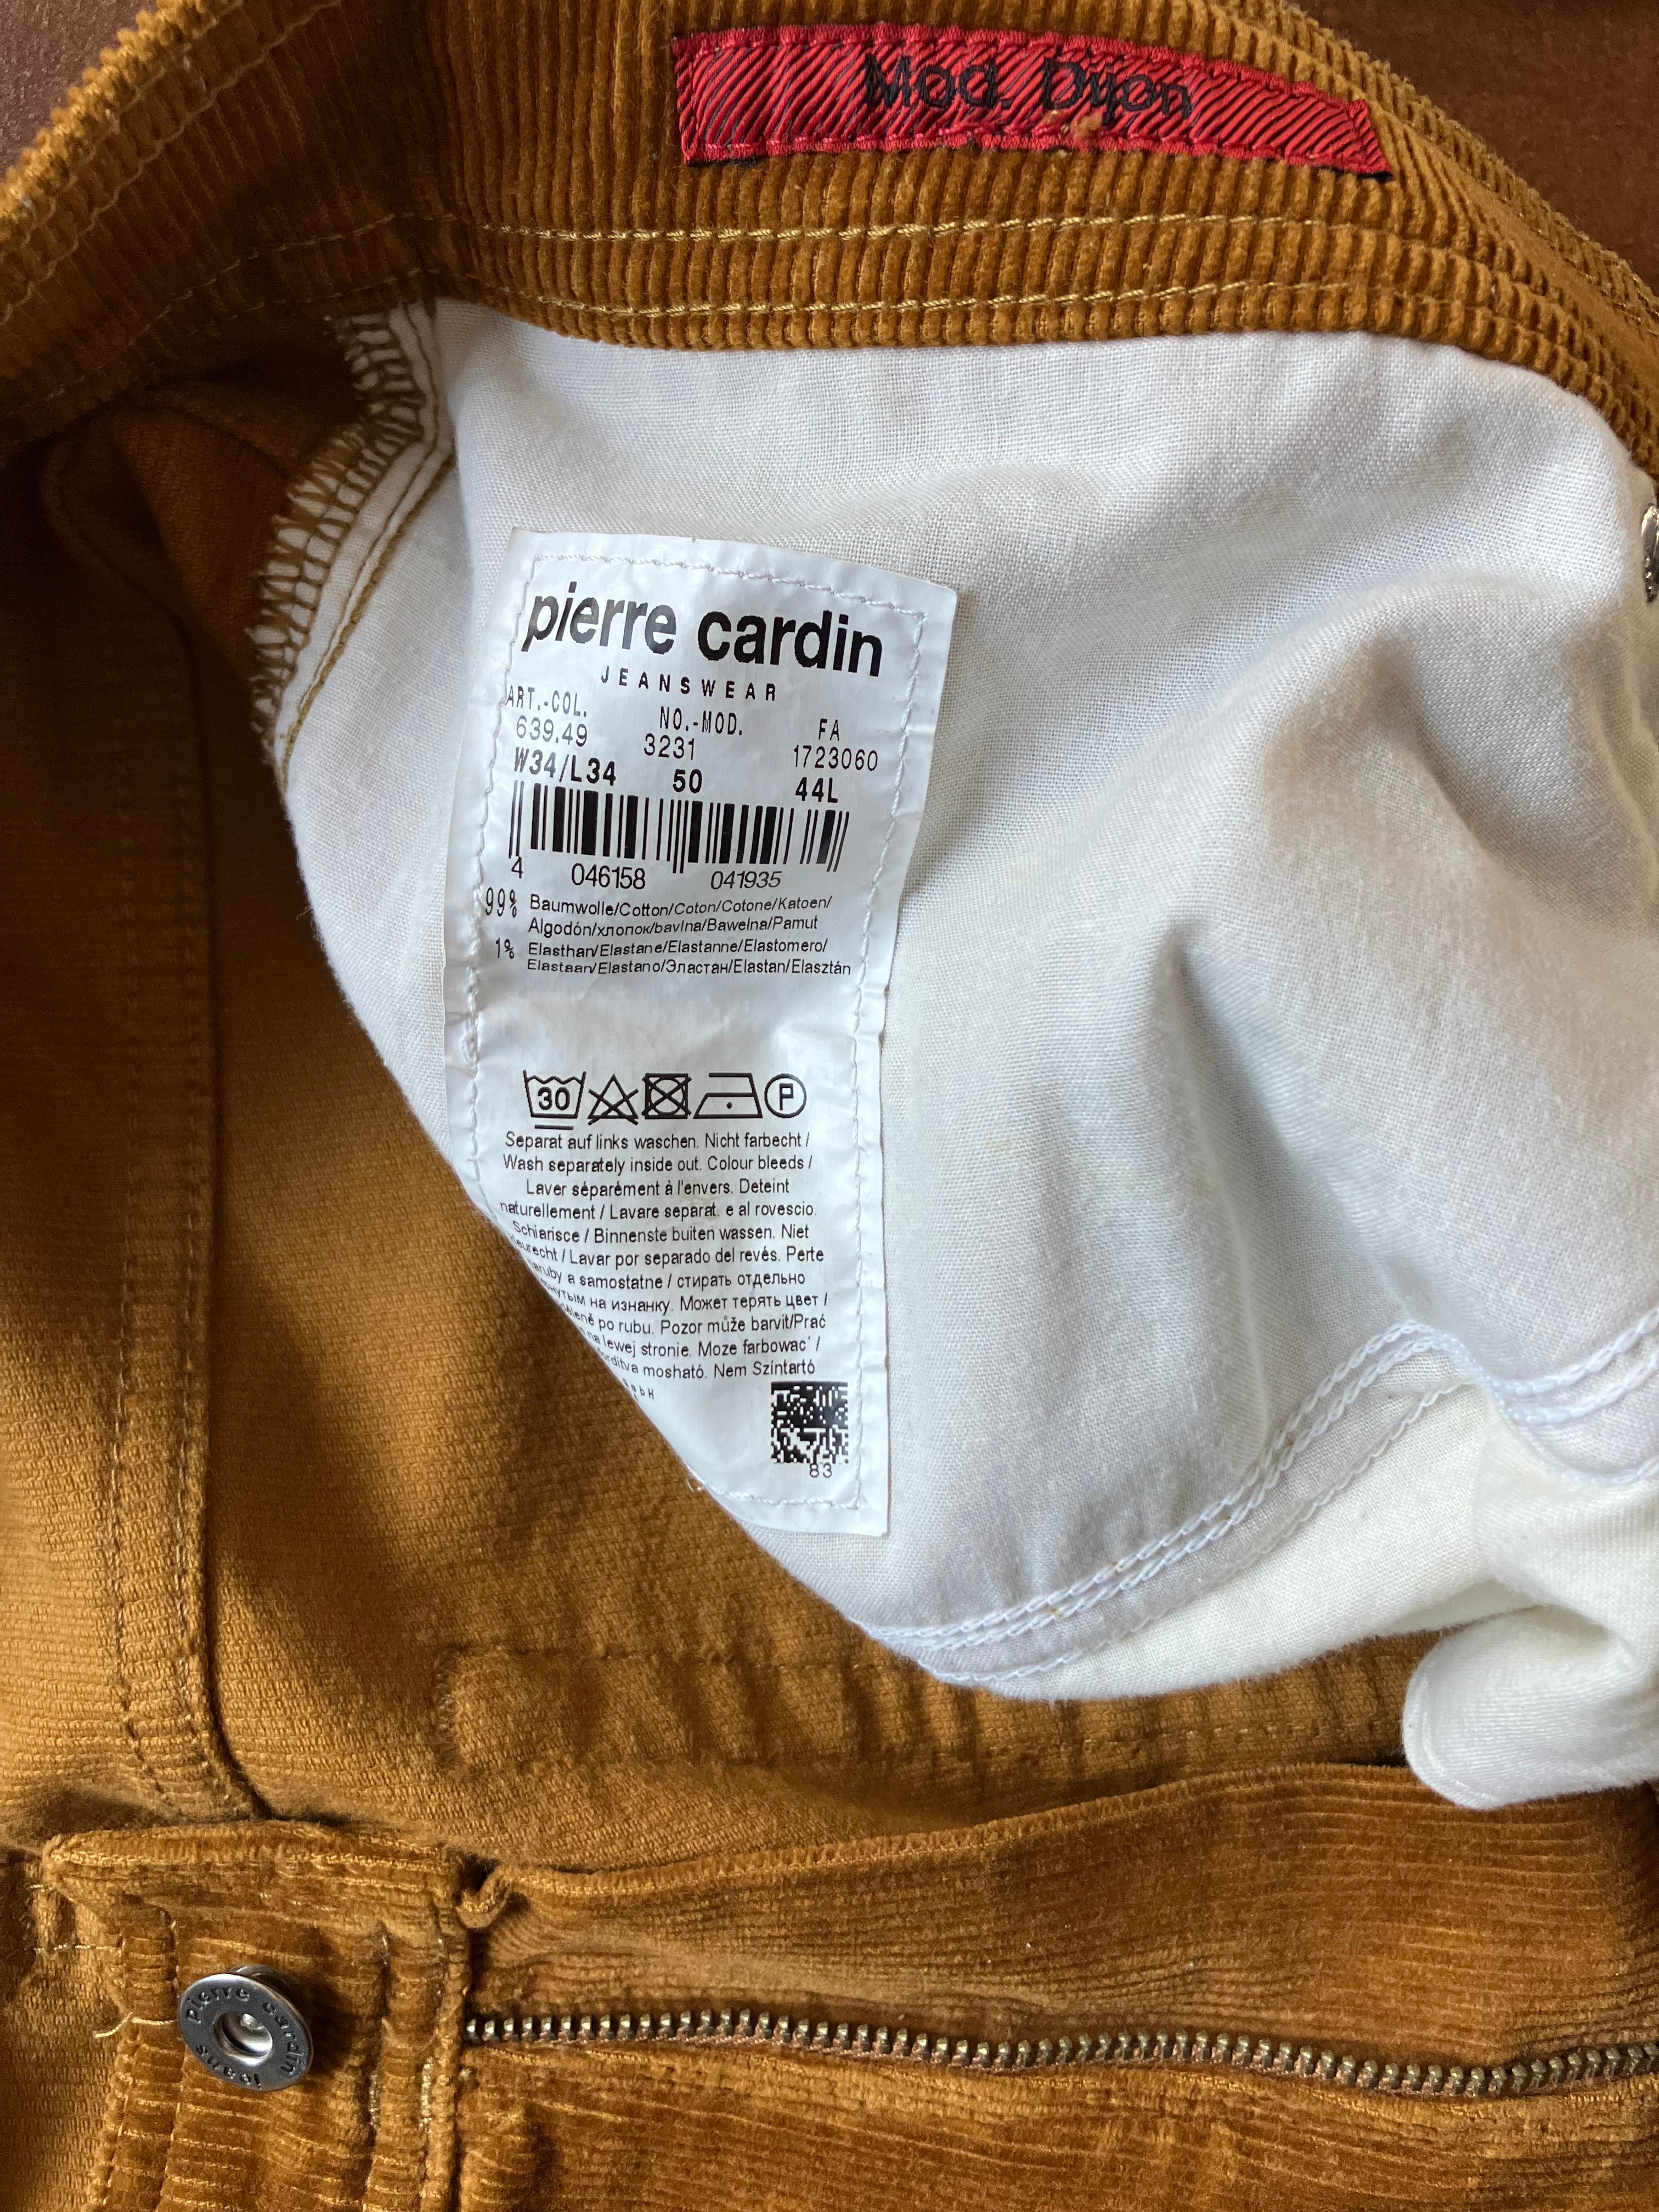 Mod. Dijon
pierre cardin
JEANSWEAR
ART.-COL. NO.-MOD. FA
639.49 3231 1723060
W34/L34 50 44L
4 046158 041935
99% Baumwolle/Cotton/Coton/Cotone/Katoen/
Algodón/хлопок/bavlna/Bawelna/Pamut
1% Elasthan/Elastane/Elastanne/Elastomero/
Elastaan/Elastano/Эластан/Elastan/Elasztán
30 P
Separat auf links waschen. Nicht farbecht /
Wash separately inside out. Colour bleeds /
Laver séparément à l'envers. Deteint
naturellement / Lavare separat. e al rovescio.
Schiarisce / Binnenste buiten wassen. Niet
/ Lavar por separado del revés. Perte
a samostatne / стирать отдельно
на изнанку. Может терять цвет /
po rubu. Pozor může barvit/Prać
na lewej stronie. Moze farbowac´ /
mosható. Nem Színtartó
83
pierre cardin
jeans